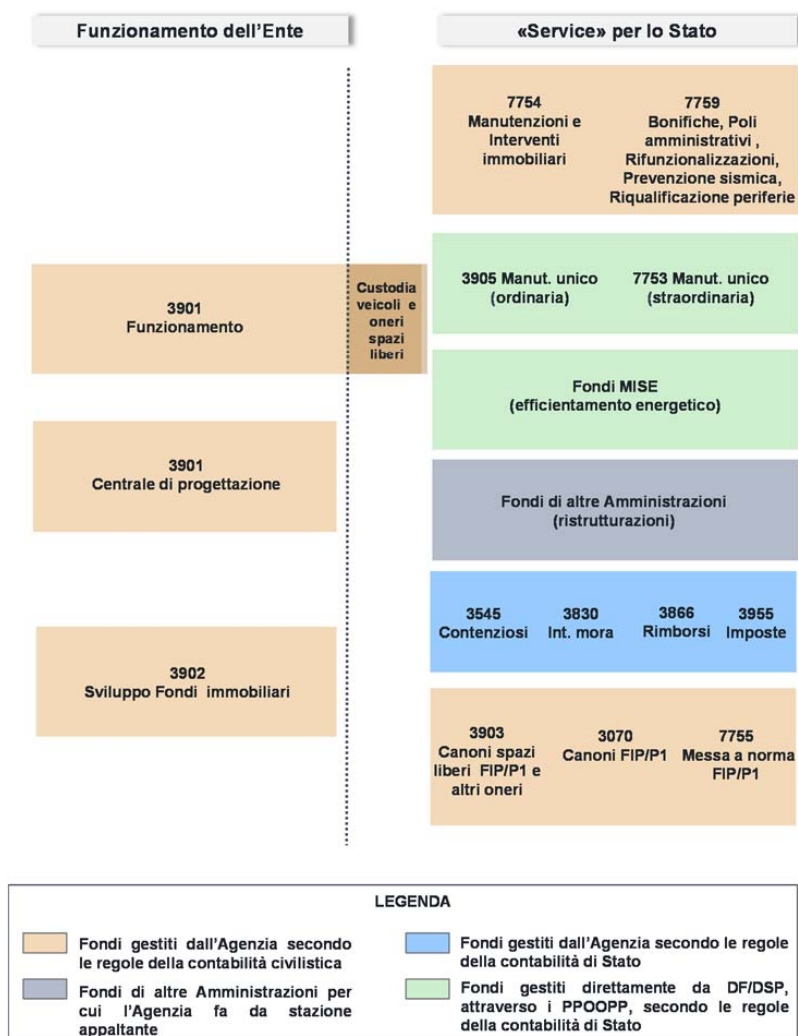 Funzionamento dell'Ente
«Service» per lo Stato
7754
Manutenzioni e
Interventi
immobiliari
7759
Bonifiche, Poli
amministrativi ,
Rifunzionalizzazioni,
Prevenzione sismica,
Riqualificazione periferie
3901
Funzionamento
Custodia
veicoli e
oneri
spazi
liberi
3905 Manut. unico
(ordinaria)
7753 Manut. unico
(straordinaria)
Fondi MISE
(efficientamento energetico)
3901
Centrale di progettazione
Fondi di altre Amministrazioni
(ristrutturazioni)
3545
Contenziosi
3830
Int. mora
3866
Rimborsi
3955
Imposte
3902
Sviluppo Fondi immobiliari
3903
Canoni spazi
liberi FIP/P1 e
altri oneri
3070
Canoni FIP/P1
7755
Messa a norma
FIP/P1
LEGENDA
Fondi gestiti dall'Agenzia secondo
le regole della contabilità civilistica
Fondi di altre Amministrazioni per
cui l'Agenzia fa da stazione
appaltante
Fondi gestiti dall'Agenzia secondo le regole
della contabilità di Stato
Fondi gestiti direttamente da DF/DSP,
attraverso i PPOOPP, secondo le regole
della contabilità di Stato